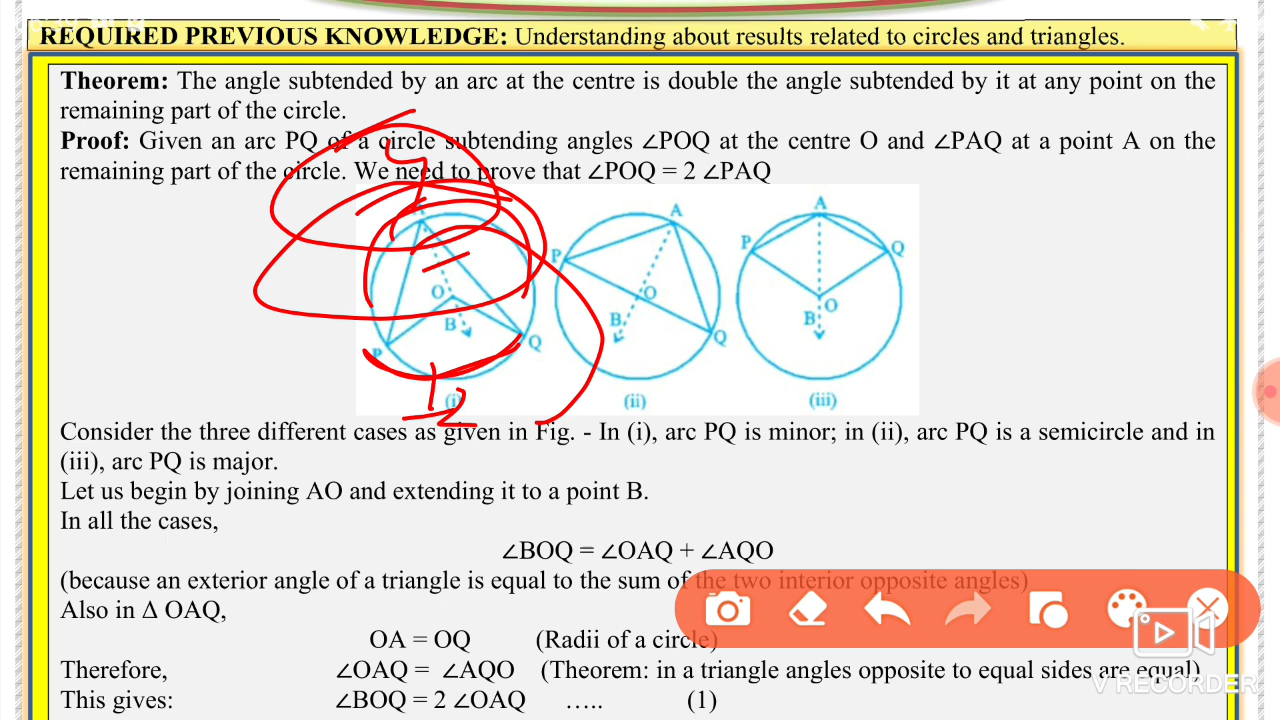 REQUIRED PREVIOUS KNOWLEDGE: Understanding about results related to circles and triangles.
Theorem: The angle subtended by an arc at the centre is double the angle subtended by it at any point on the
remaining part of the circle.
Proof: Given an arc PQ of a circle subtending angles ∠POQ at the centre O and ∠PAQ at a point A on the
remaining part of the circle. We need to prove that ∠POQ = 2 ∠PAQ
A
O
B
P
Q
(i)
1
2
A
P
O
B
Q
(ii)
A
P
Q
O
B
(iii)
Consider the three different cases as given in Fig. - In (i), arc PQ is minor; in (ii), arc PQ is a semicircle and in
(iii), arc PQ is major.
Let us begin by joining AO and extending it to a point B.
In all the cases,
∠BOQ = ∠OAQ + ∠AQO
(because an exterior angle of a triangle is equal to the sum of the two interior opposite angles)
Also in Δ OAQ,
OA = OQ (Radii of a circle)
Therefore, ∠OAQ = ∠AQO (Theorem: in a triangle angles opposite to equal sides are equal)
This gives: ∠BOQ = 2 ∠OAQ ….. (1)
V RECORDER